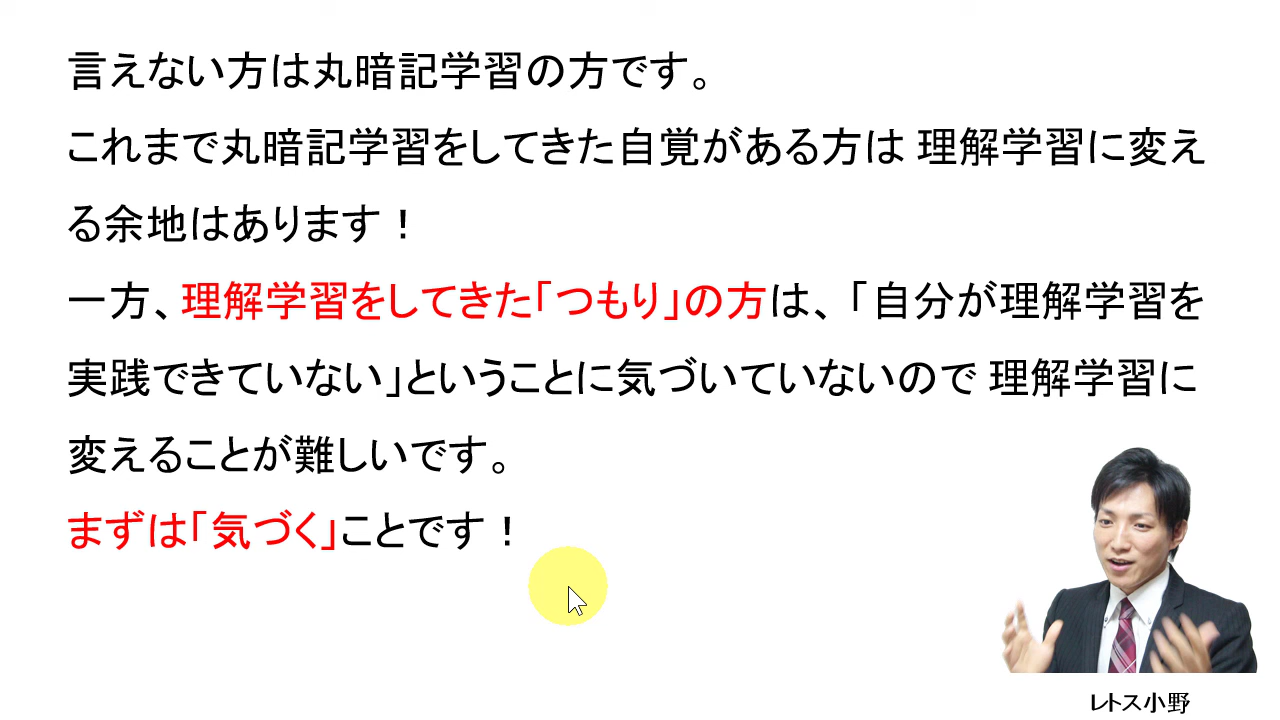 言えない方は丸暗記学習の方です。
これまで丸暗記学習をしてきた自覚がある方は 理解学習に変え
る余地はあります！
一方、理解学習をしてきた「つもり」の方は、「自分が理解学習を
実践できていない」ということに気づいていないので 理解学習に
変えることが難しいです。
まずは「気づく」ことです！
レトス小野